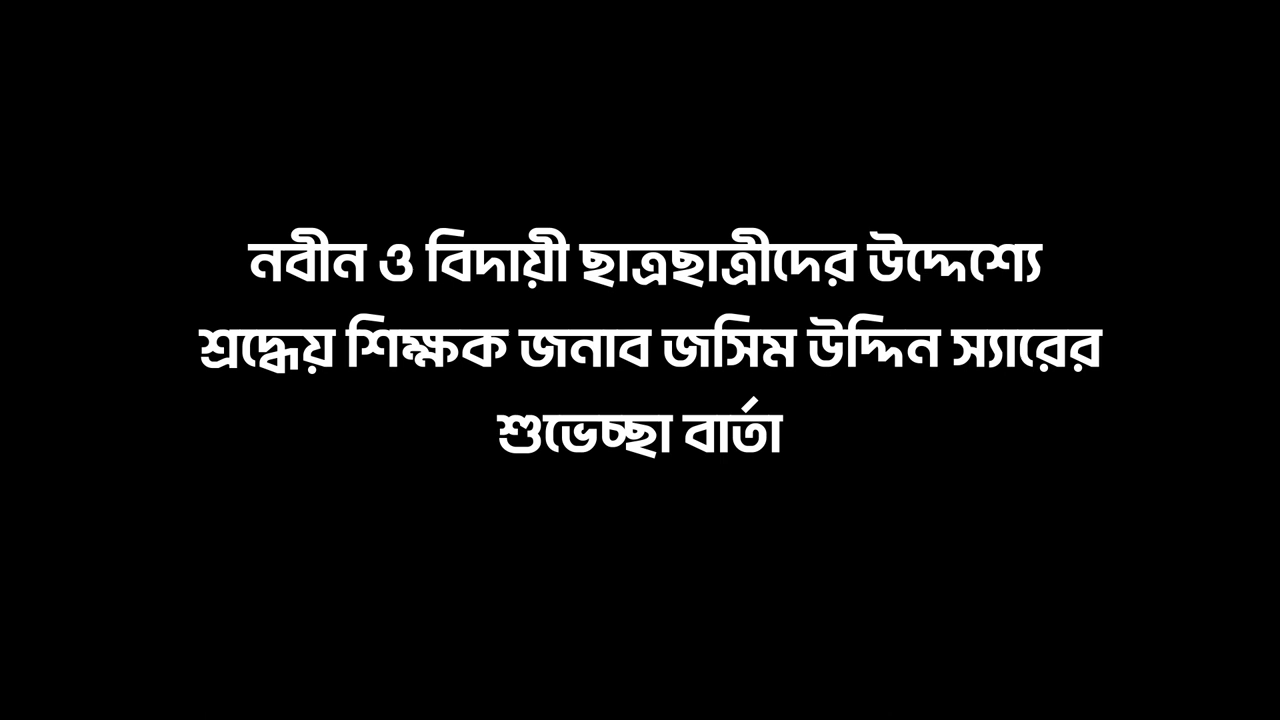 নবীন ও বিদায়ী ছাত্রছাত্রীদের উদ্দেশ্যে
শ্রদ্ধেয় শিক্ষক জনাব জসিম উদ্দিন স্যারের
শুভেচ্ছা বার্তা